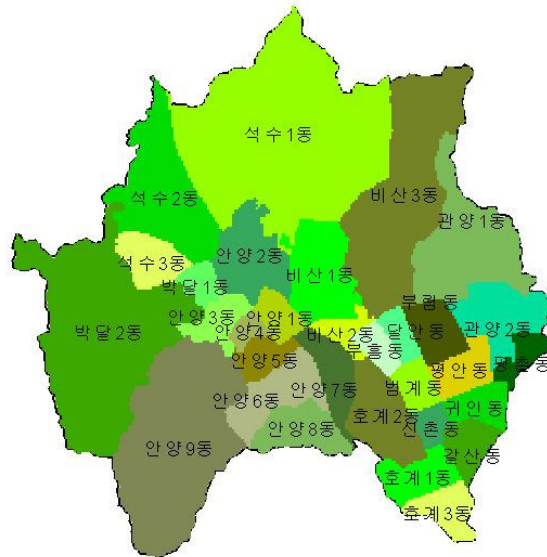 석수1동
석수2동
비산3동
관양1동
안양2동
석수3동
비산1동
박달1동
부림동
안양3동
안양1동
관양2동
박달2동
안양4동
비산2동
달안동
부흥동
안양5동
평안동
평촌동
안양7동
범계동
안양6동
귀인동
호계2동
안양8동
신촌동
안양9동
갈산동
호계1동
호계3동